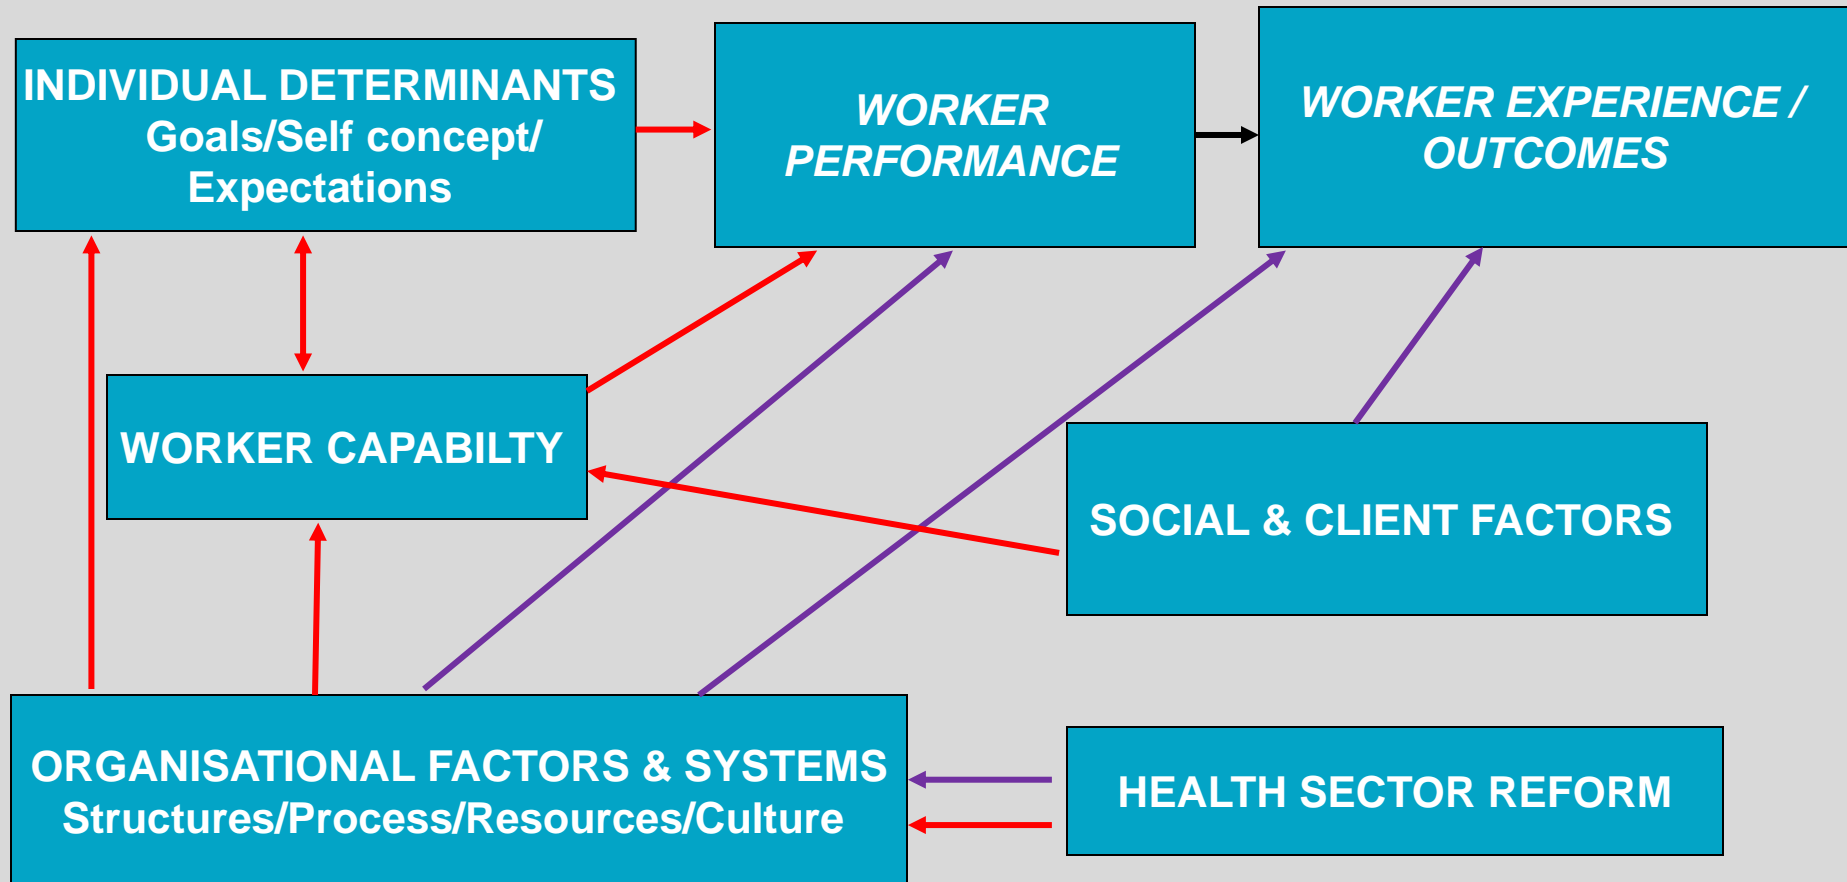 INDIVIDUAL DETERMINANTS
Goals/Self concept/
Expectations
WORKER
PERFORMANCE
WORKER EXPERIENCE /
OUTCOMES
WORKER CAPABILTY
SOCIAL & CLIENT FACTORS
ORGANISATIONAL FACTORS & SYSTEMS
Structures/Process/Resources/Culture
HEALTH SECTOR REFORM